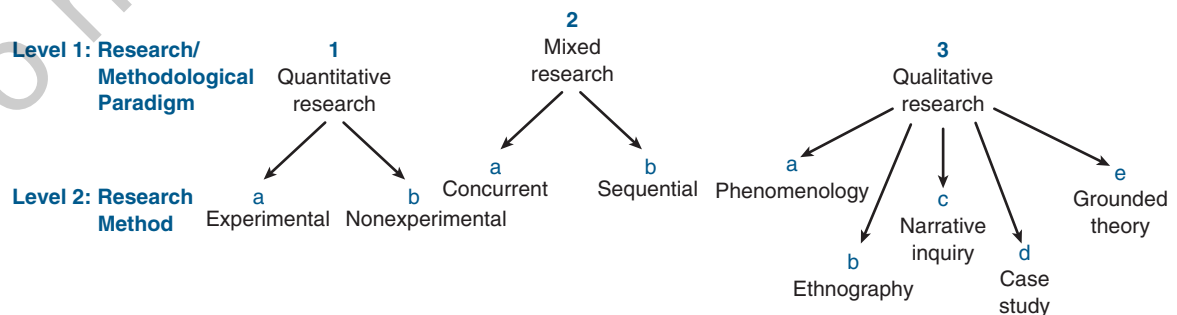 2
Level 1: Research/
Methodological
Paradigm
1
Quantitative
research
Mixed
research
3
Qualitative
research
Level 2: Research
Method
a
Experimental
b
Nonexperimental
a
Concurrent
b
Sequential
a
Phenomenology
b
Ethnography
c
Narrative
inquiry
d
Case
study
e
Grounded
theory